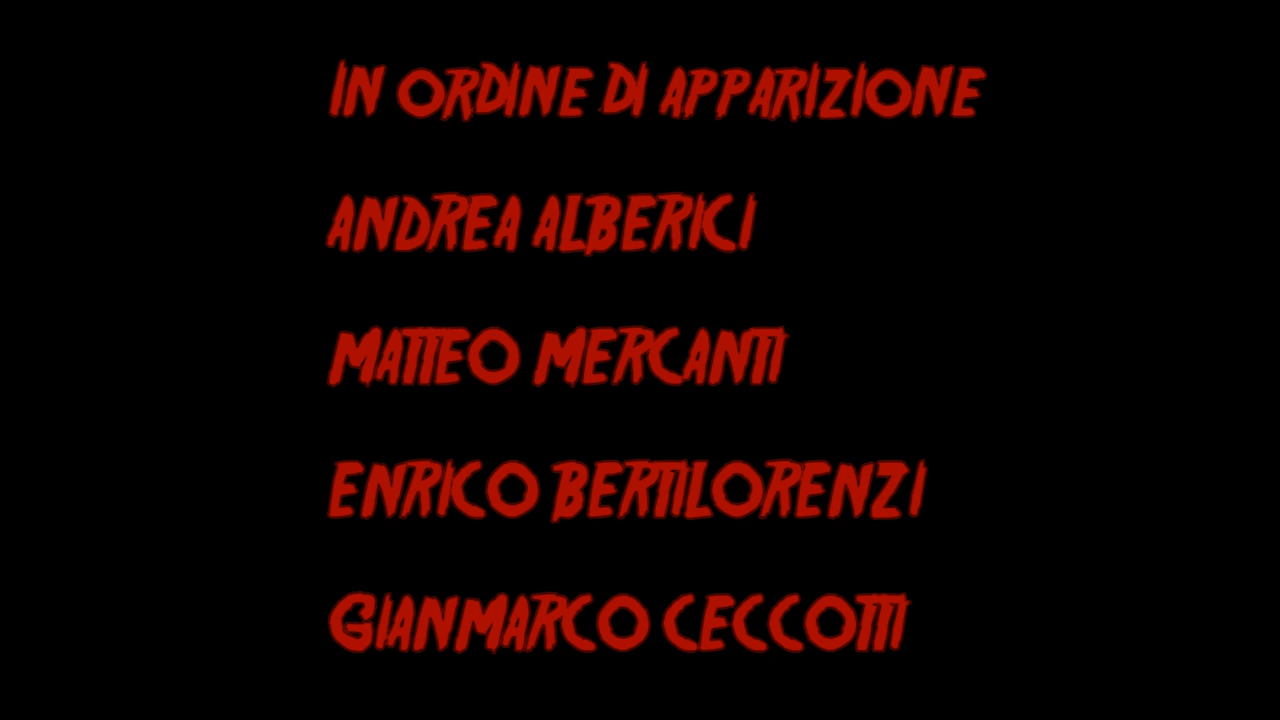 IN ORDINE DI APPARIZIONE
ANDREA ALBERICI
MATTEO MERCANTI
ENRICO BERTILORENZI
GIANMARCO CECCOTTI